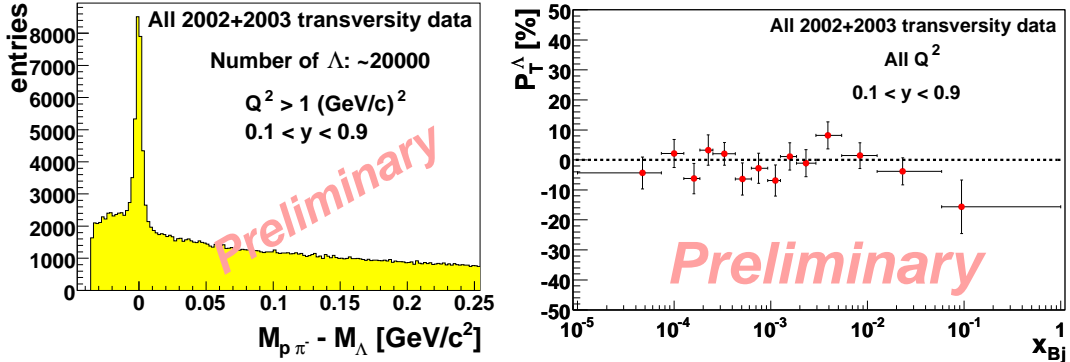 All 2002+2003 transversity data
Number of Λ: ~20000
Q² > 1 (GeV/c)²
0.1 < y < 0.9
Preliminary
entries
8000
7000
6000
5000
4000
3000
2000
1000
0
0 0.05 0.1 0.15 0.2 0.25
M_{p π⁻} - M_Λ [GeV/c²]
All 2002+2003 transversity data
All Q²
0.1 < y < 0.9
Preliminary
P_T^Λ [%]
50
40
30
20
10
0
-10
-20
-30
-40
-50
10⁻⁵ 10⁻⁴ 10⁻³ 10⁻² 10⁻¹ 1
x_{Bj}